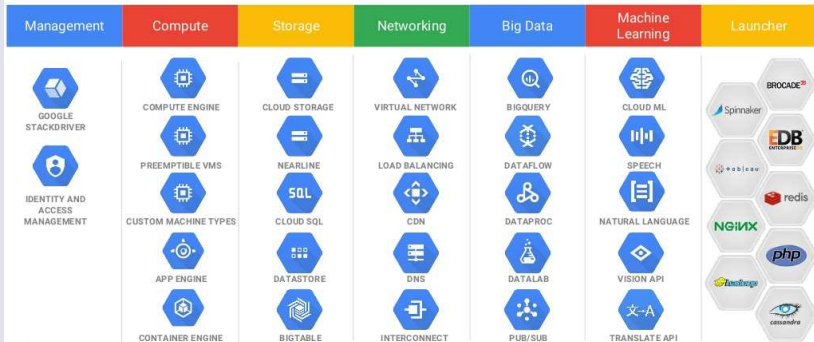 Management
Compute
Storage
Networking
Big Data
Machine
Learning
Launcher
GOOGLE
STACKDRIVER
IDENTITY AND
ACCESS
MANAGEMENT
COMPUTE ENGINE
PREEMPTIBLE VMS
CUSTOM MACHINE TYPES
APP ENGINE
CONTAINER ENGINE
CLOUD STORAGE
NEARLINE
SQL
CLOUD SQL
DATASTORE
BIGTABLE
VIRTUAL NETWORK
LOAD BALANCING
CDN
DNS
INTERCONNECT
BIGQUERY
DATAFLOW
DATAPROC
DATALAB
PUB/SUB
CLOUD ML
SPEECH
NATURAL LANGUAGE
VISION API
文→A
TRANSLATE API
BROCADE
Spinnaker
EDB
ENTERPRISEDB
+ a b l e a u
redis
NGINX
php
hadoop
cassandra